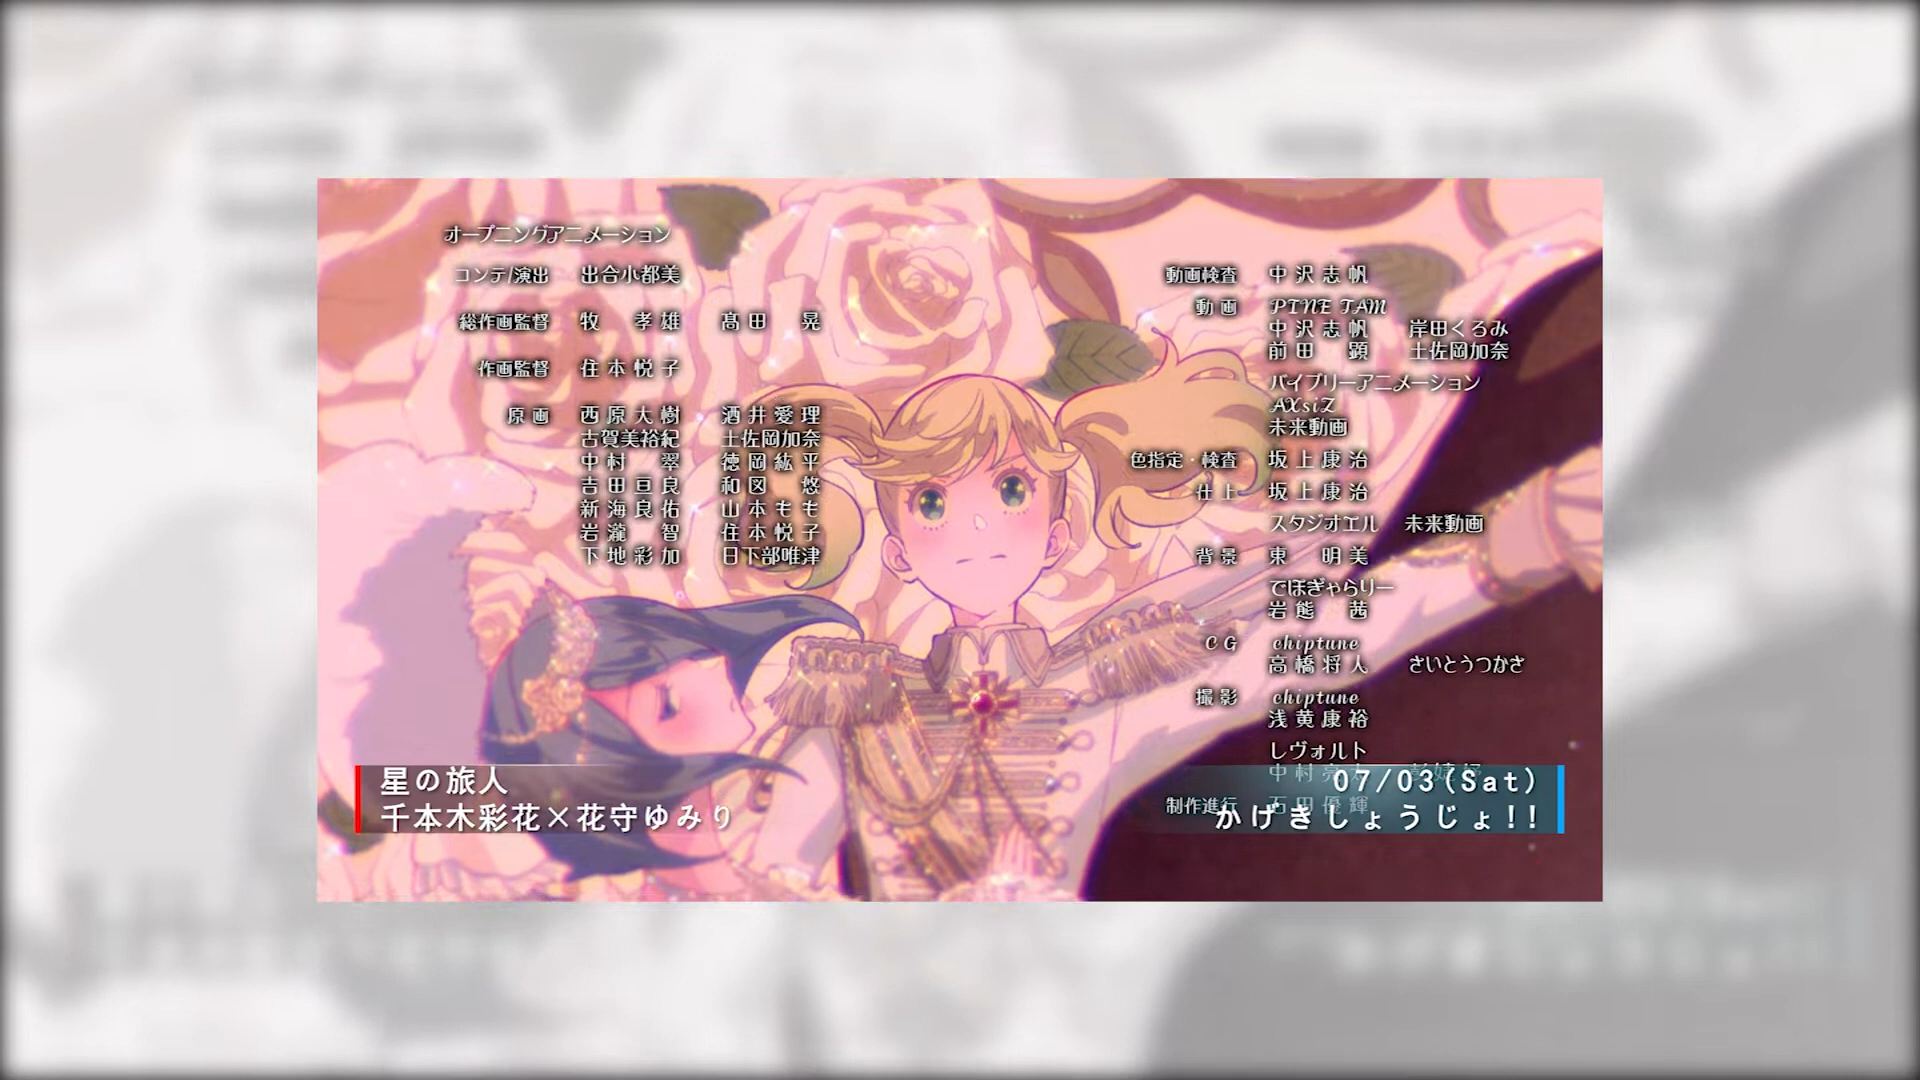 オープニングアニメーション
コンテ/演出 出合小都美
総作画監督 牧 孝雄 髙田 晃
作画監督 住本悦子
原画 西原大樹 酒井愛理
古賀美裕紀 土佐岡加奈
中村 翠 徳岡紘平
吉田亘良 和図 悠
新海良佑 山本もも
岩瀧 智 住本悦子
下地彩加 日下部唯津
動画検査 中沢志帆
動画 PINE JAM
中沢志帆 岸田くるみ
前田 顕 土佐岡加奈
バイブリーアニメーション
AXsiZ
未来動画
色指定・検査 坂上康治
仕上 坂上康治
スタジオエル 未来動画
背景 東 明美
でほぎゃらりー
岩熊 茜
CG chiptune
高橋将人 さいとうつかさ
撮影 chiptune
浅黄康裕
レヴォルト
中村亮太
制作進行 石田優輝
星の旅人
千本木彩花×花守ゆみり
07/03(Sat)
かげきしょうじょ!!